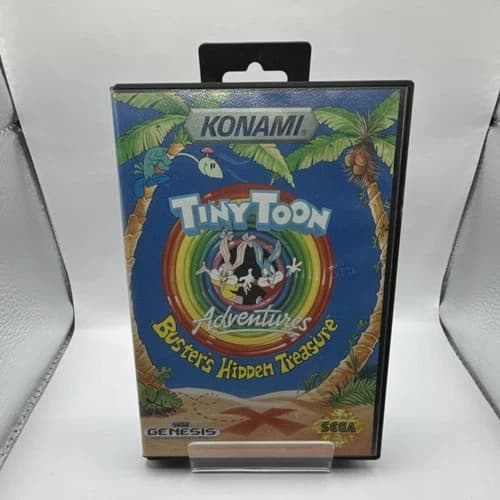 KONAMI®
TINY TOON
Adventures
BUSTER'S HIDDEN TREASURE
SEGA
GENESIS
SEGA